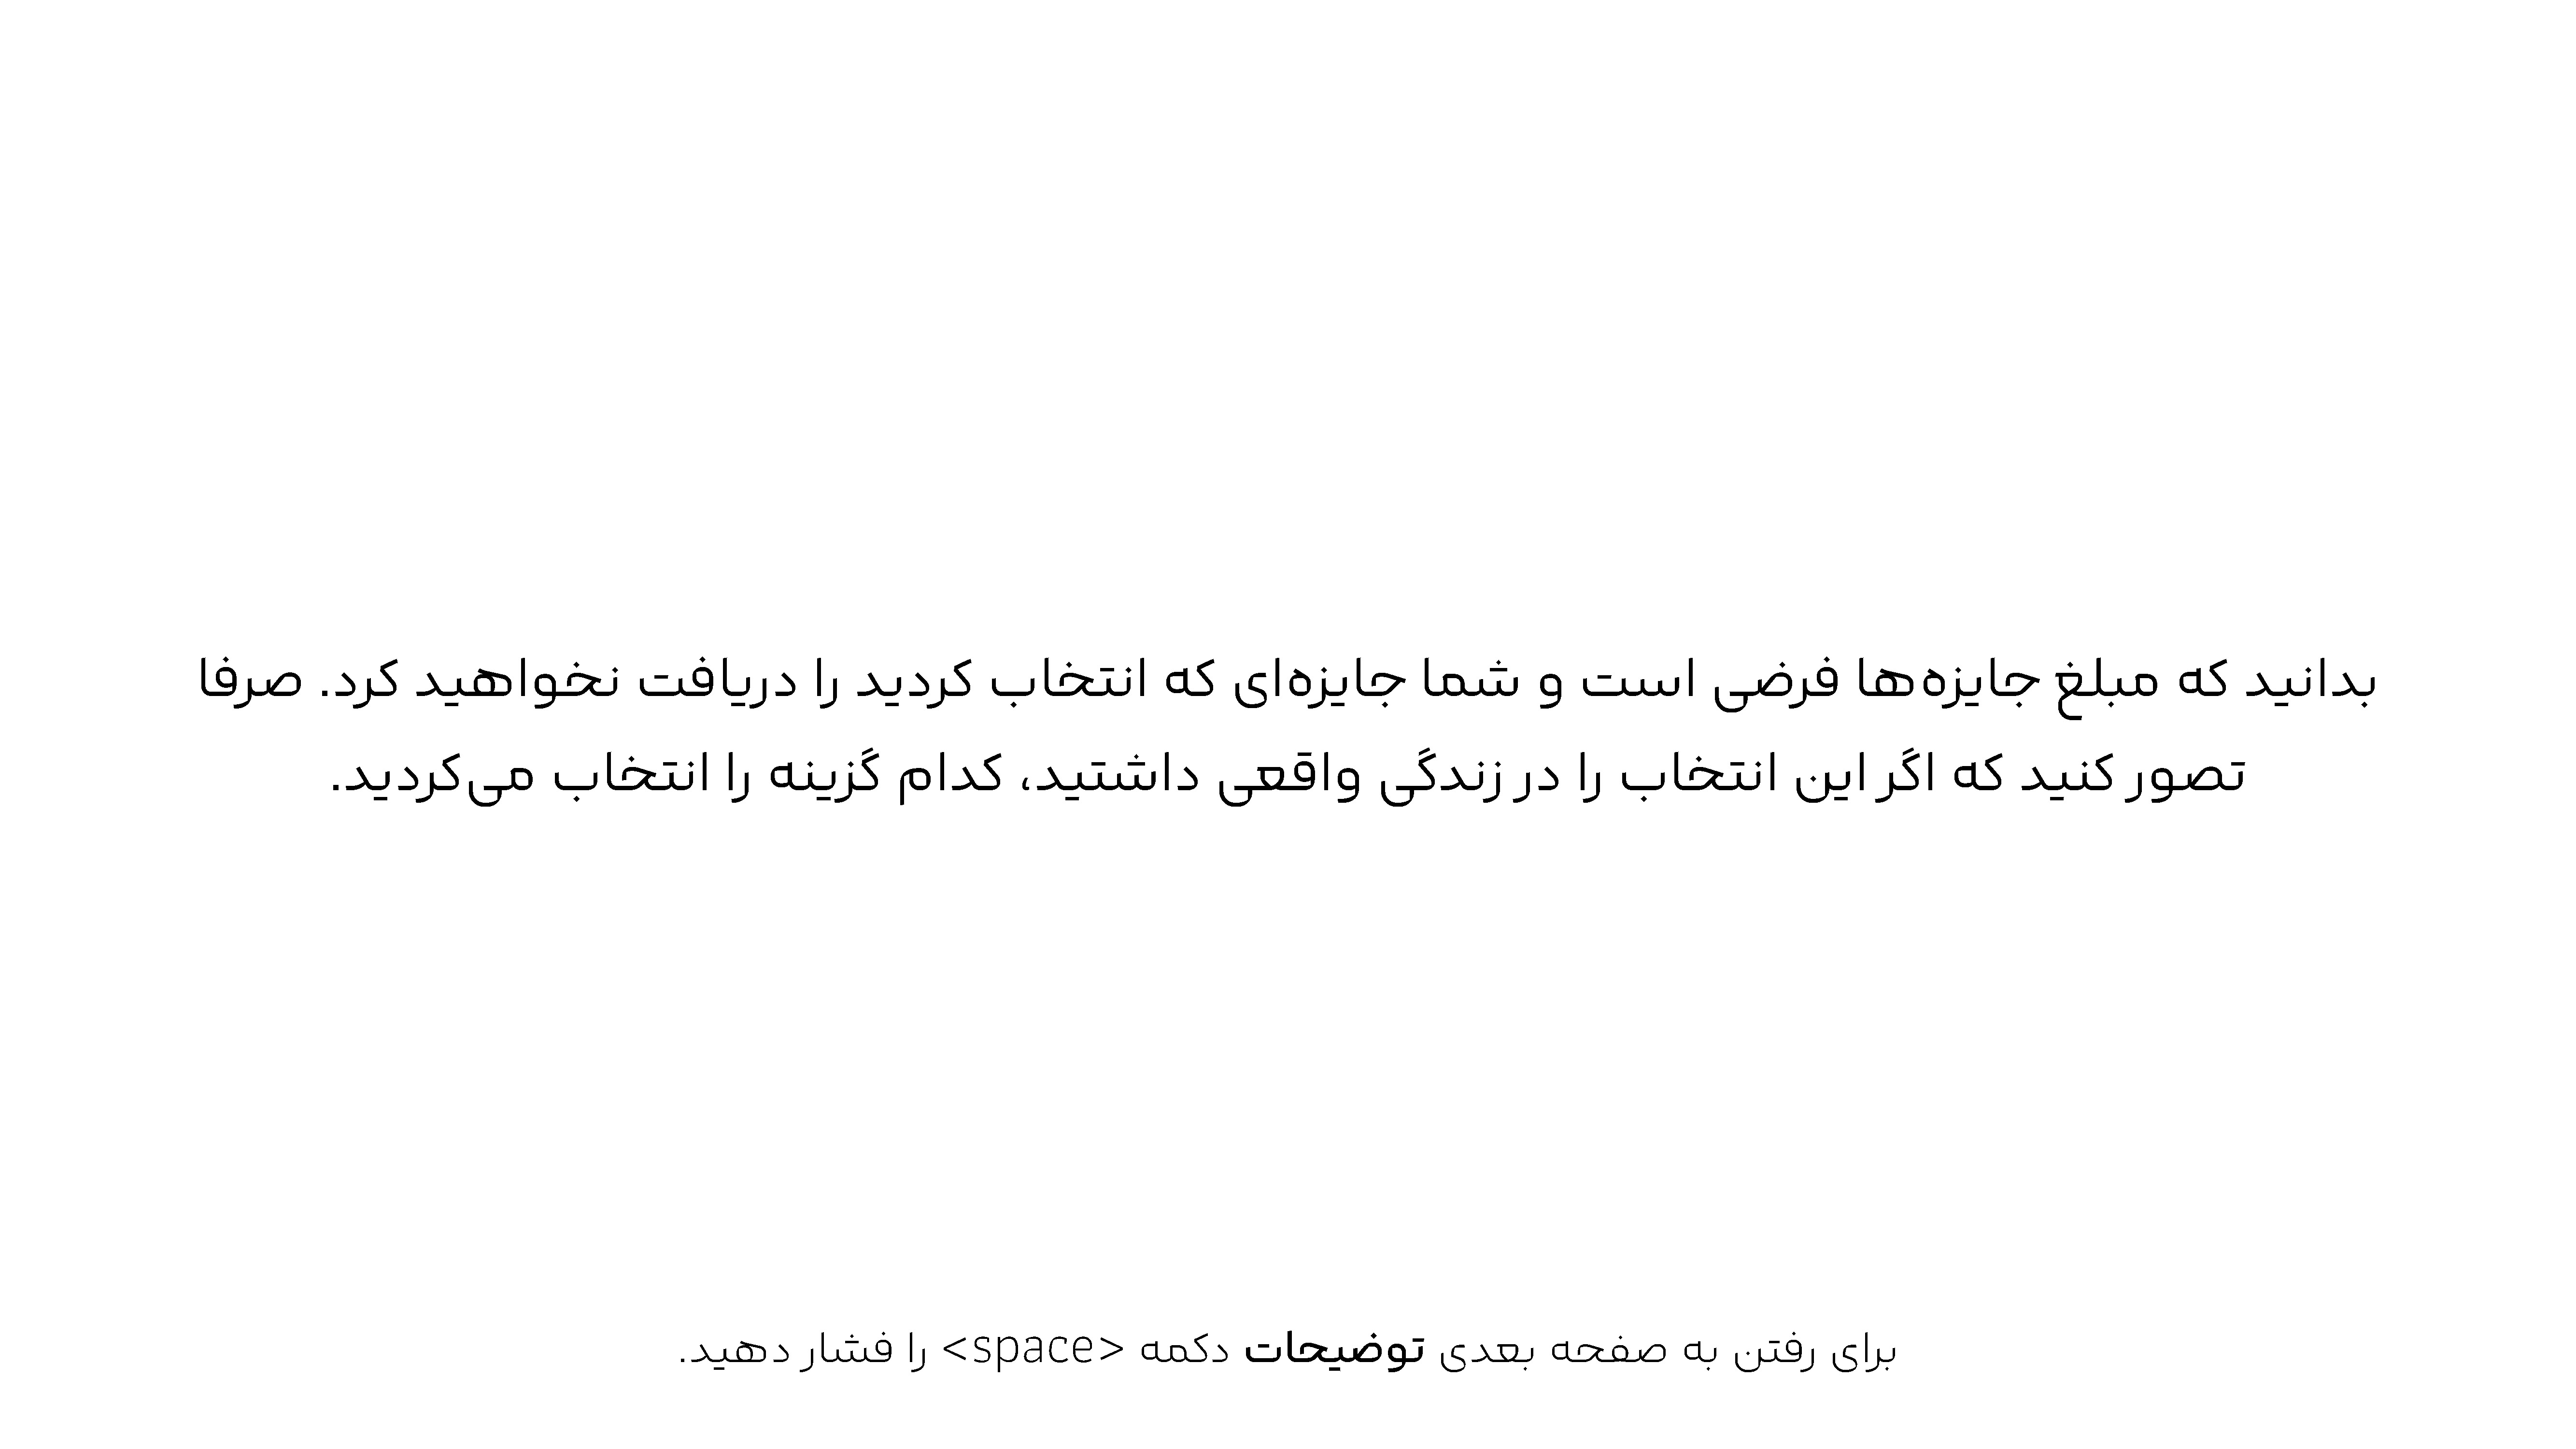 بدانید که مبلغ جایزه‌ها فرضی است و شما جایزه‌ای که انتخاب کردید را دریافت نخواهید کرد. صرفا
تصور کنید که اگر این انتخاب را در زندگی واقعی داشتید، کدام گزینه را انتخاب می‌کردید.
برای رفتن به صفحه بعدی توضیحات دکمه <space> را فشار دهید.